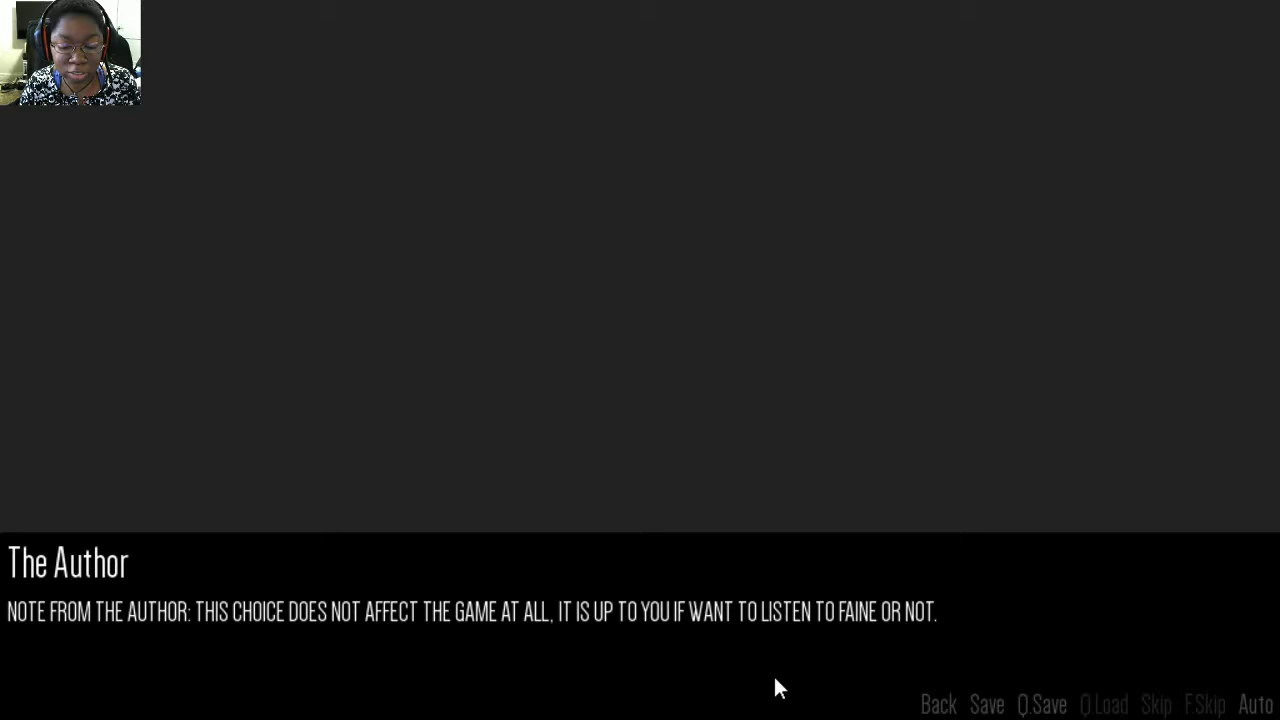 The Author
NOTE FROM THE AUTHOR: THIS CHOICE DOES NOT AFFECT THE GAME AT ALL, IT IS UP TO YOU IF WANT TO LISTEN TO FAINE OR NOT.
Back Save Q.Save Q.Load Skip F.Skip Auto